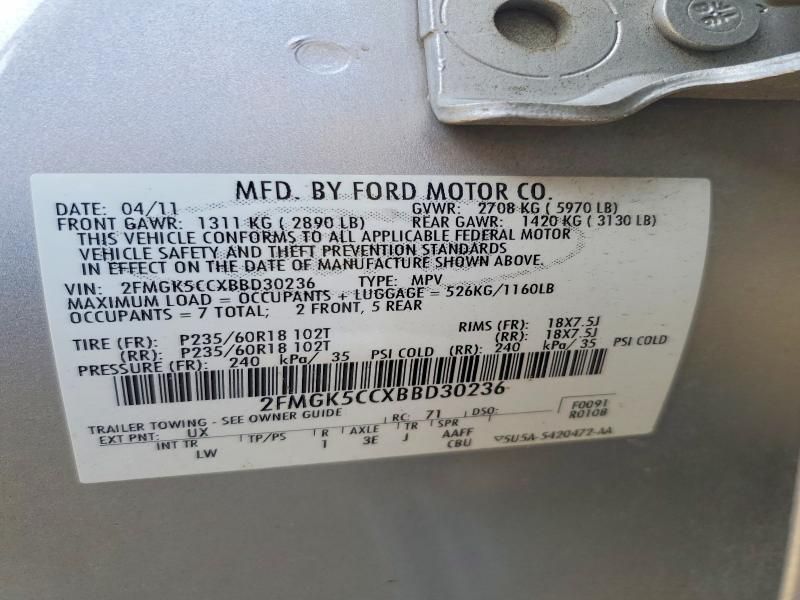 MFD. BY FORD MOTOR CO.
DATE: 04/11 GVWR: 2708 KG ( 5970 LB)
FRONT GAWR: 1311 KG ( 2890 LB) REAR GAWR: 1420 KG ( 3130 LB)
THIS VEHICLE CONFORMS TO ALL APPLICABLE FEDERAL MOTOR
VEHICLE SAFETY AND THEFT PREVENTION STANDARDS
IN EFFECT ON THE DATE OF MANUFACTURE SHOWN ABOVE.
VIN: 2FMGK5CCXBBD30236 TYPE: MPV
MAXIMUM LOAD = OCCUPANTS + LUGGAGE = 526KG/1160LB
OCCUPANTS = 7 TOTAL; 2 FRONT, 5 REAR
TIRE (FR): P235/60R18 102T RIMS (FR): 18X7.5J
(RR): P235/60R18 102T (RR): 18X7.5J
PRESSURE (FR): 240 kPa/ 35 PSI COLD (RR): 240 kPa/ 35 PSI COLD
2FMGK5CCXBBD30236
TRAILER TOWING - SEE OWNER GUIDE RC: 71 DSO: F0091
R0108
EXT PNT: UX
INT TR TP/PS R AXLE TR SPR
LW 1 3E J AAFF
CBU
5U5A-5420472-AA